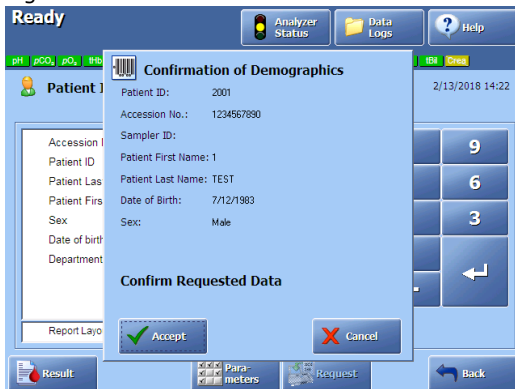 Ready
Analyzer Status
Data Logs
Help
pH pCO₂ pO₂ tHb
tBil Crea
Patient
2/13/2018 14:22
Confirmation of Demographics
Patient ID: 2001
Accession No.: 1234567890
Sampler ID:
Patient First Name: 1
Patient Last Name: TEST
Date of Birth: 7/12/1983
Sex: Male
Confirm Requested Data
Accept
Cancel
Accession
Patient ID
Patient Las
Patient Firs
Sex
Date of birth
Department
Report Layo
9
6
3
Result
Para-
meters
Request
Back